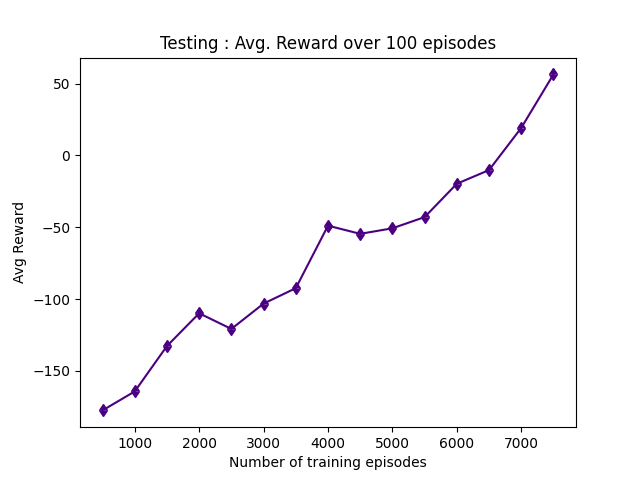 Testing : Avg. Reward over 100 episodes
50
0
−50
−100
−150
Avg Reward
1000 2000 3000 4000 5000 6000 7000
Number of training episodes